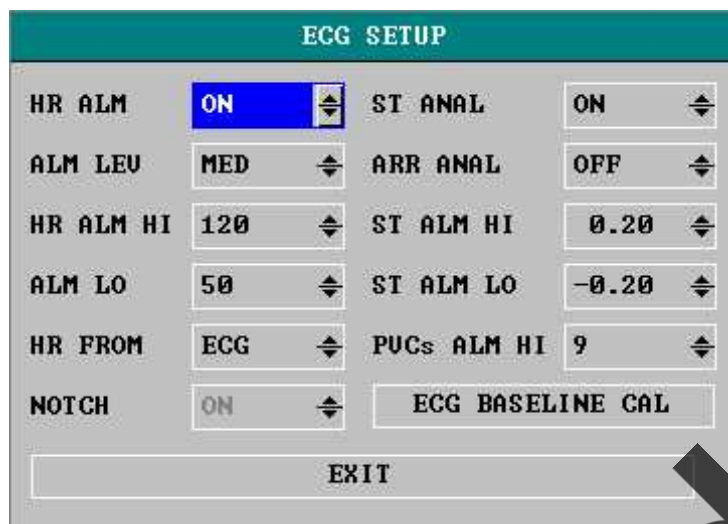 ECG SETUP
HR ALM ON ST ANAL ON
ALM LEV MED ARR ANAL OFF
HR ALM HI 120 ST ALM HI 0.20
ALM LO 50 ST ALM LO -0.20
HR FROM ECG PVCs ALM HI 9
NOTCH ON ECG BASELINE CAL
EXIT